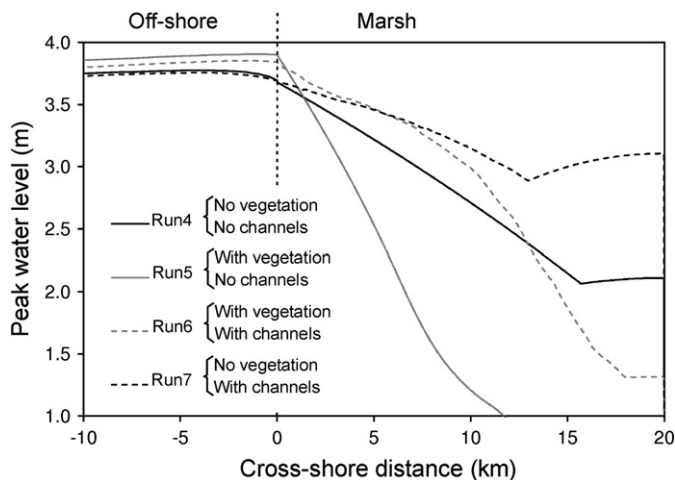 Off-shore Marsh
4.0
3.5
3.0
2.5
2.0
1.5
1.0
Peak water level (m)
Run4 No vegetation
No channels
Run5 With vegetation
No channels
Run6 With vegetation
With channels
Run7 No vegetation
With channels
-10 -5 0 5 10 15 20
Cross-shore distance (km)